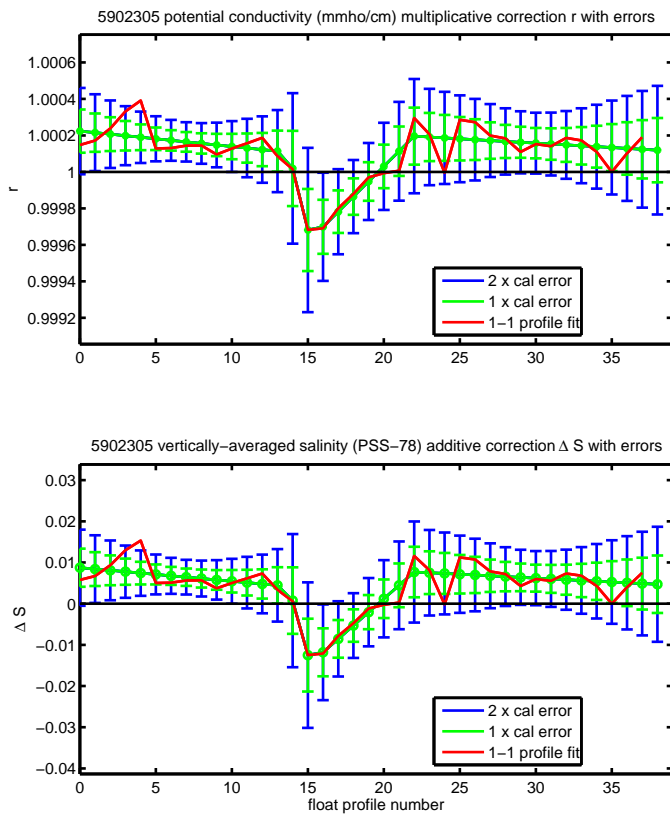 5902305 potential conductivity (mmho/cm) multiplicative correction r with errors
1.0006
1.0004
1.0002
1
0.9998
0.9996
0.9994
0.9992
r
2 x cal error
1 x cal error
1−1 profile fit
0 5 10 15 20 25 30 35
5902305 vertically−averaged salinity (PSS−78) additive correction Δ S with errors
0.03
0.02
0.01
0
−0.01
−0.02
−0.03
−0.04
Δ S
2 x cal error
1 x cal error
1−1 profile fit
0 5 10 15 20 25 30 35
float profile number